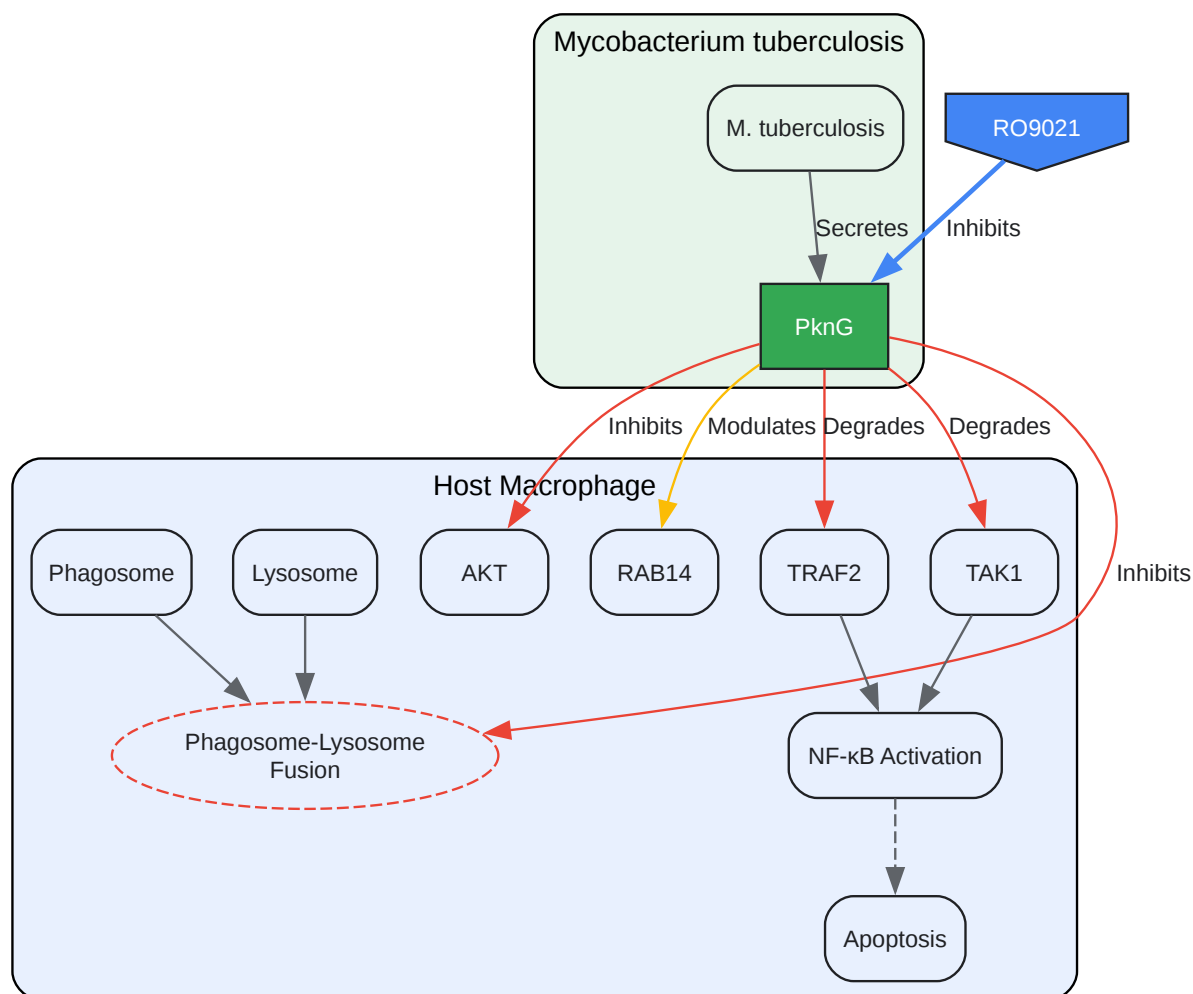 Mycobacterium tuberculosis
M. tuberculosis
RO9021
Secretes
Inhibits
PknG
Inhibits
Modulates
Degrades
Degrades
Host Macrophage
Phagosome
Lysosome
AKT
RAB14
TRAF2
TAK1
Inhibits
Phagosome-Lysosome
Fusion
NF-κB Activation
Apoptosis